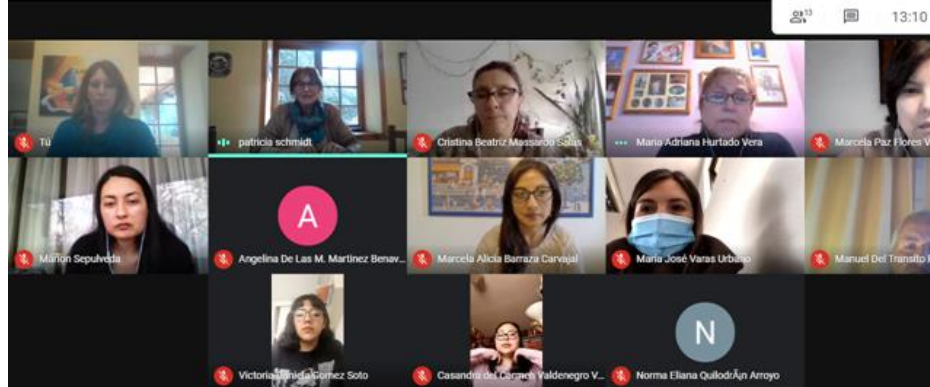 13
13:10
Tú
patricia schmidt
Cristina Beatriz Massardo Salas
Maria Adriana Hurtado Vera
Marcela Paz Flores V
Manon Sepulveda
A
Angelina De Las M. Martinez Benav...
Marcela Alicia Barraza Carvajal
Maria José Varas Urbano
Manuel Del Transito
Victoria Daniela Gomez Soto
Casandra del Carmen Valdenegro V...
N
Norma Eliana QuilodrÃ¡n Arroyo